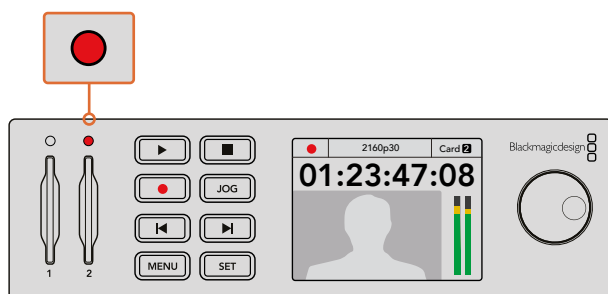 2160p30 Card 2
01:23:47:08
Blackmagicdesign
JOG
MENU SET
1 2